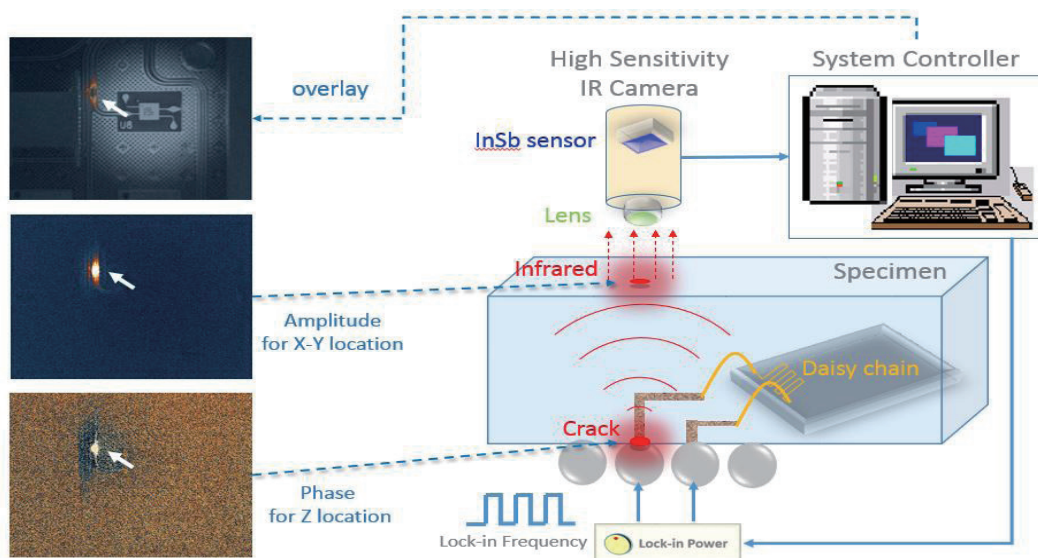 overlay
High Sensitivity
IR Camera
System Controller
InSb sensor
Lens
Infrared
Specimen
Amplitude
for X-Y location
Daisy chain
Crack
Phase
for Z location
Lock-in Frequency
Lock-in Power
U8